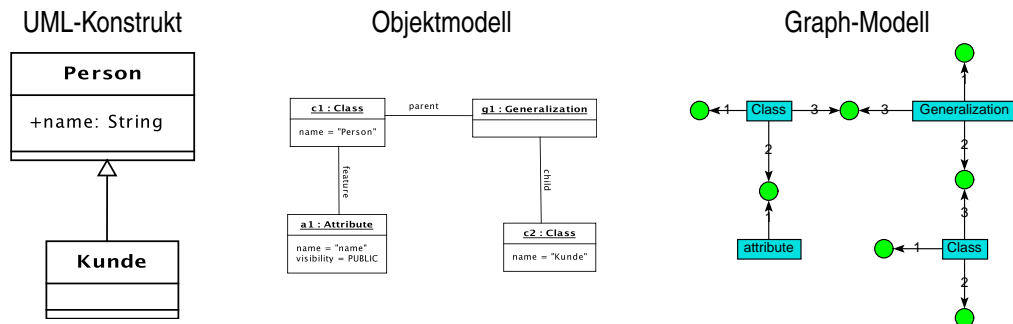 UML-Konstrukt
Person
+name: String
Kunde
Objektmodell
c1 : Class
name = "Person"
parent
g1 : Generalization
feature
child
a1 : Attribute
name = "name"
visibility = PUBLIC
c2 : Class
name = "Kunde"
Graph-Modell
1
1 Class 3 3 Generalization
2 2
1 3
attribute 1 Class
2